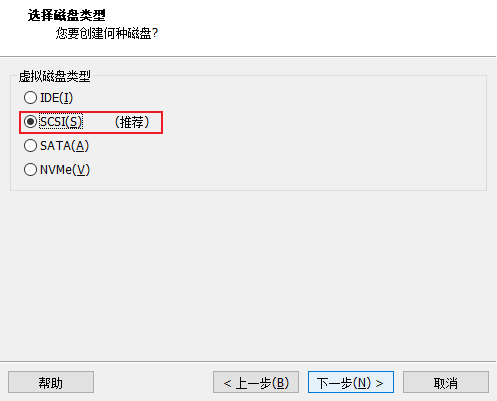 选择磁盘类型
您要创建何种磁盘?
虚拟磁盘类型
IDE(I)
SCSI(S) （推荐）
SATA(A)
NVMe(V)
帮助 < 上一步(B) 下一步(N) > 取消